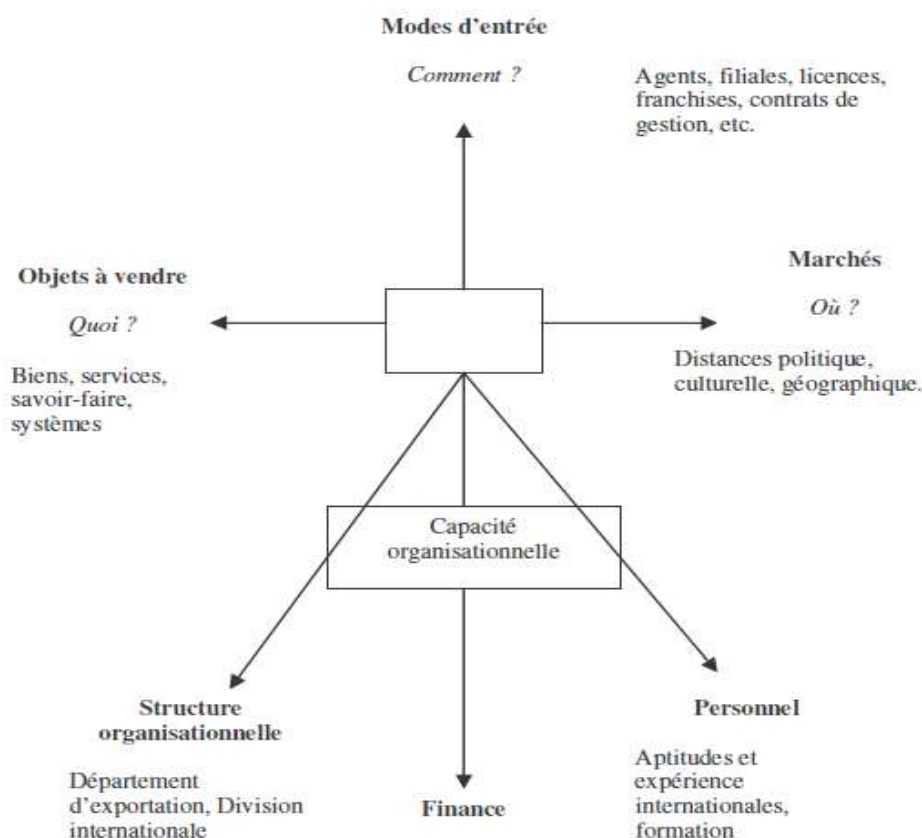 Modes d'entrée
Comment ?
Agents, filiales, licences,
franchises, contrats de
gestion, etc.
Objets à vendre
Quoi ?
Biens, services,
savoir-faire,
systèmes
Marchés
Où ?
Distances politique,
culturelle, géographique.
Capacité
organisationnelle
Structure
organisationnelle
Département
d'exportation, Division
internationale
Finance
Personnel
Aptitudes et
expérience
internationales,
formation